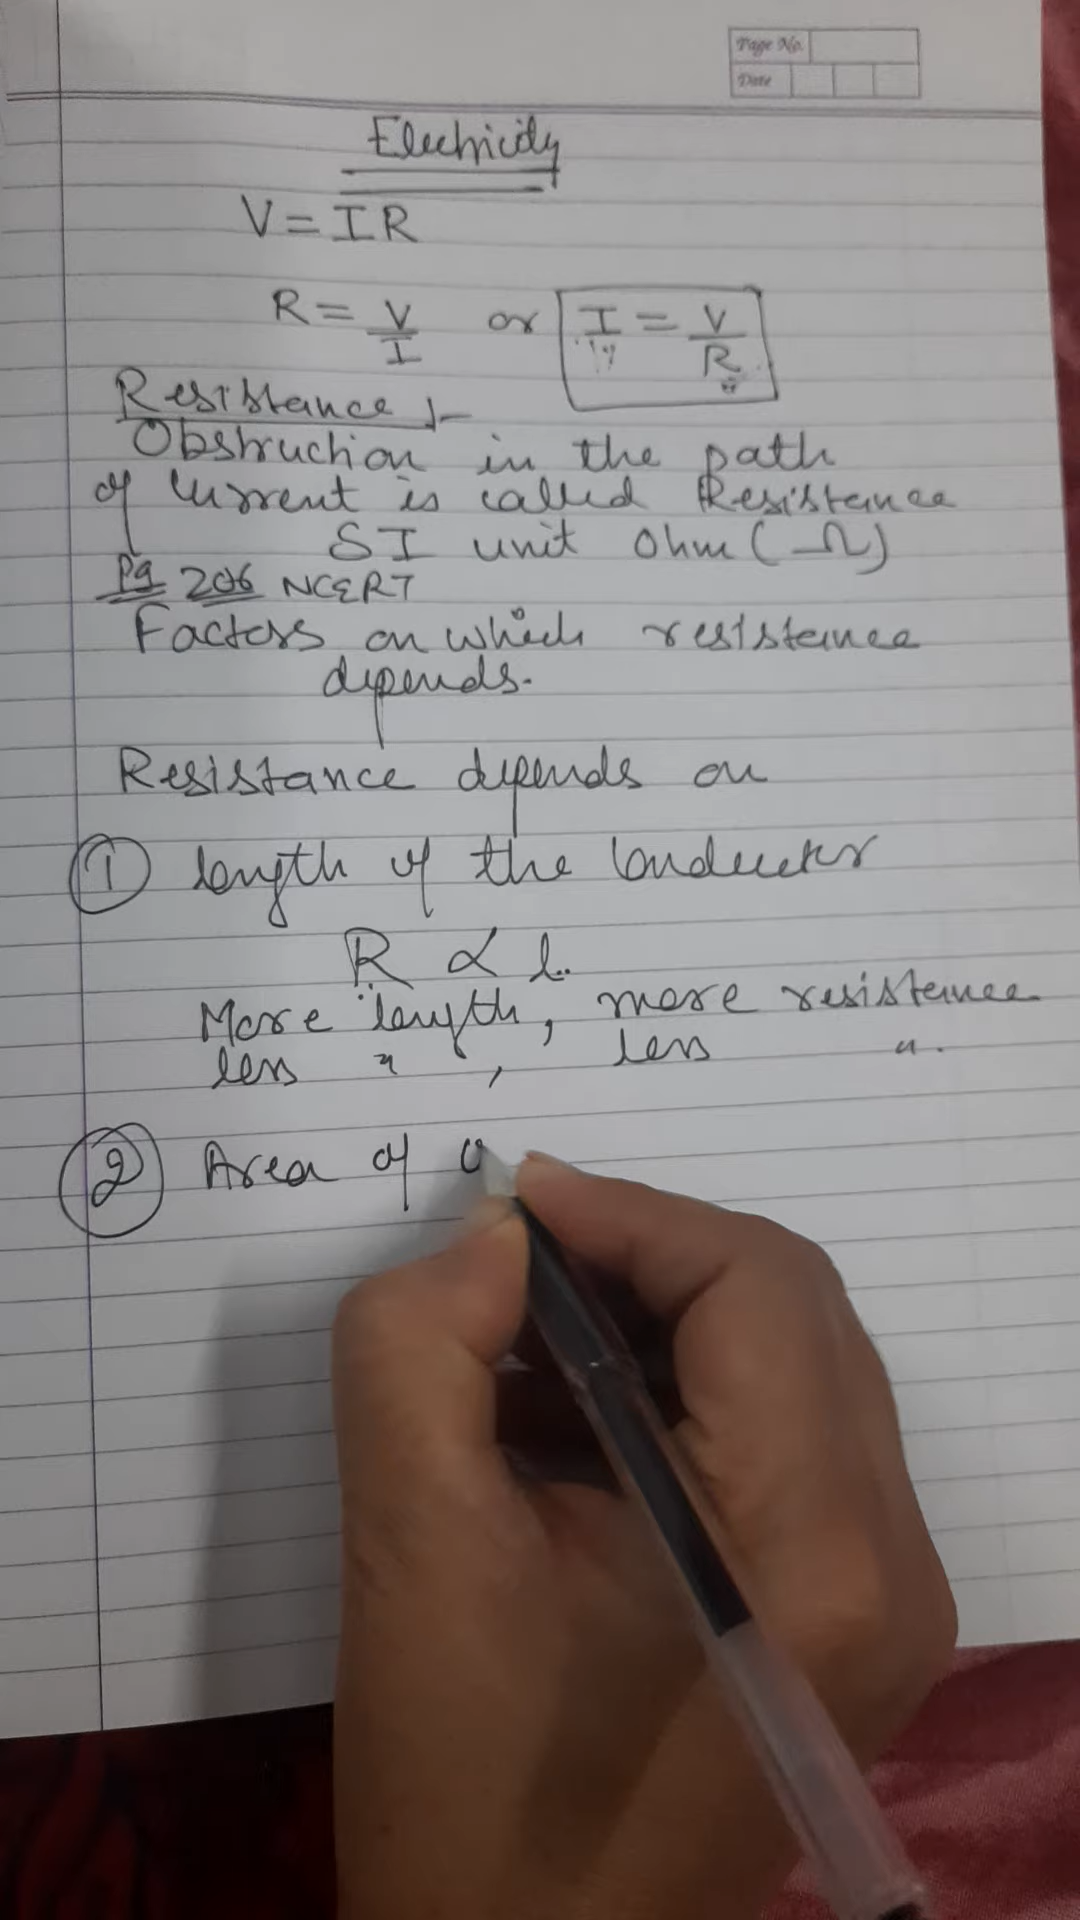 Page No.
Date
Electricity
V = IR
R = V/I or I = V/R
Resistance :-
Obstruction in the path
of current is called Resistance
SI unit Ohm (Ω)
Pg 206 NCERT
Factors on which resistance
depends.
Resistance depends on
① length of the conductor
R ∝ l.
More length, more resistance
less " , less ".
② Area of